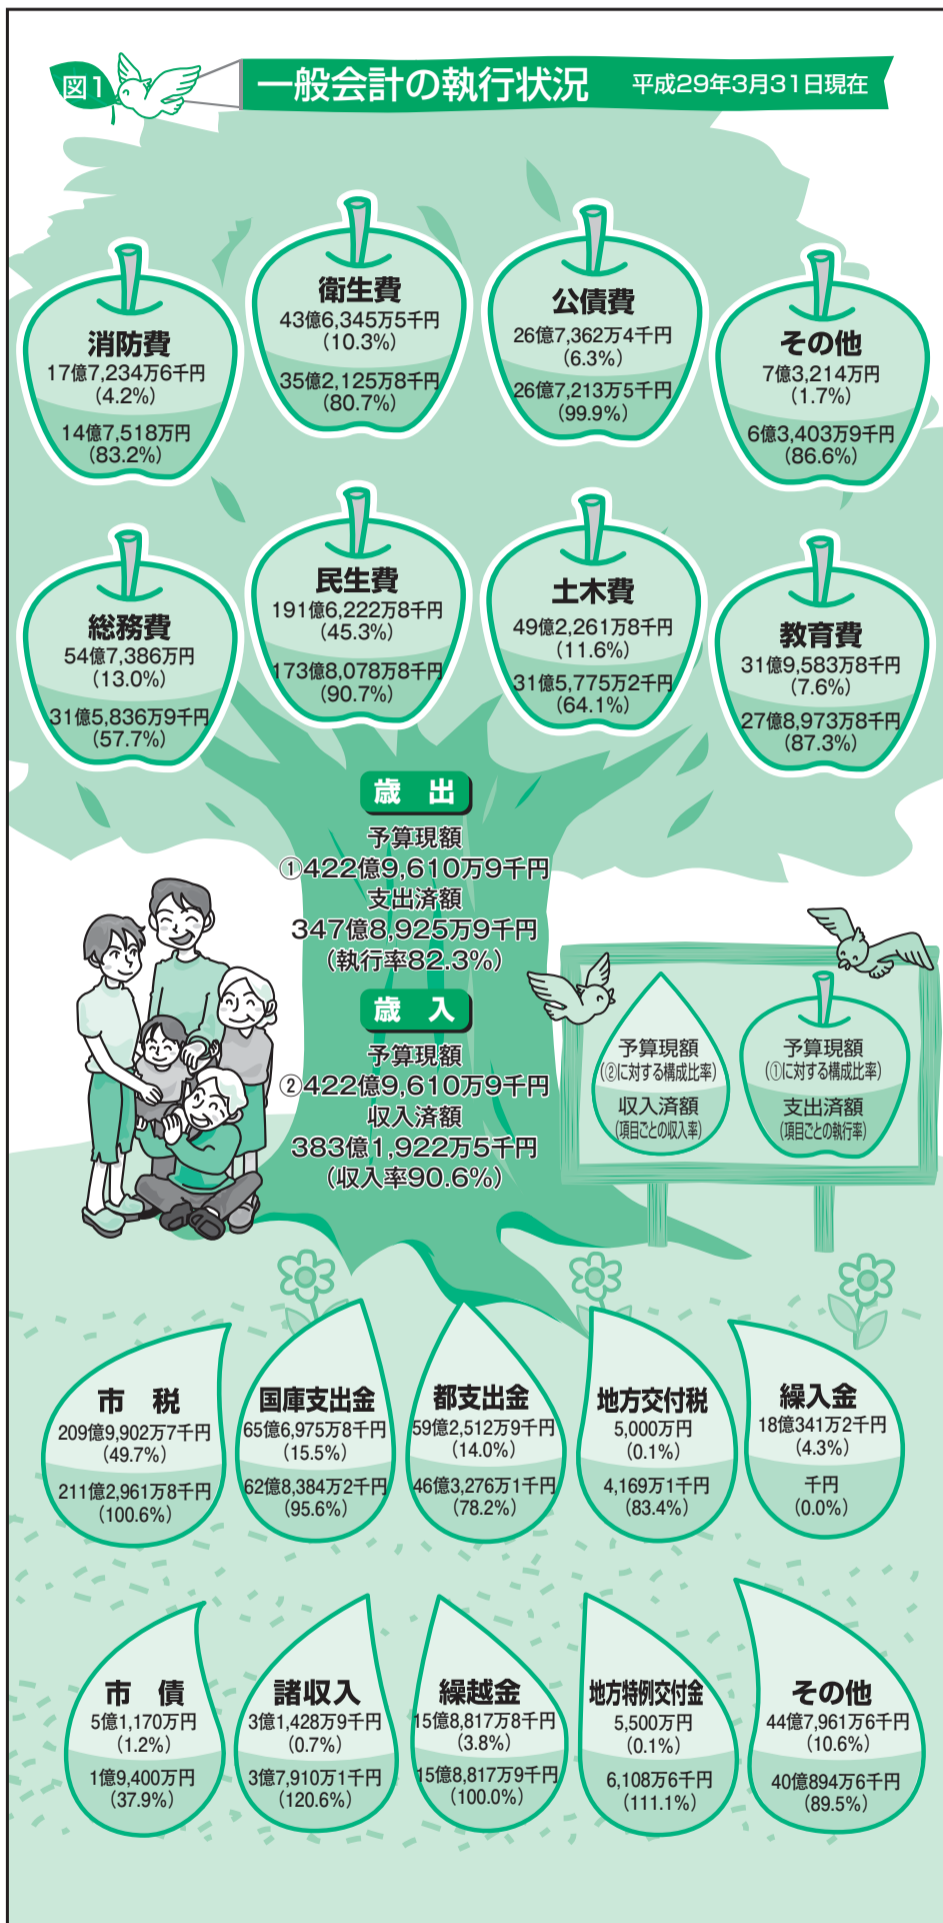 図1
一般会計の執行状況 平成29年3月31日現在
消防費
17億7,234万6千円
(4.2%)
14億7,518万円
(83.2%)
衛生費
43億6,345万5千円
(10.3%)
35億2,125万8千円
(80.7%)
公債費
26億7,362万4千円
(6.3%)
26億7,213万5千円
(99.9%)
その他
7億3,214万円
(1.7%)
6億3,403万9千円
(86.6%)
総務費
54億7,386万円
(13.0%)
31億5,836万9千円
(57.7%)
民生費
191億6,222万8千円
(45.3%)
173億8,078万8千円
(90.7%)
土木費
49億2,261万8千円
(11.6%)
31億5,775万2千円
(64.1%)
教育費
31億9,583万8千円
(7.6%)
27億8,973万8千円
(87.3%)
歳 出
予算現額
①422億9,610万9千円
支出済額
347億8,925万9千円
(執行率82.3%)
歳 入
予算現額
②422億9,610万9千円
収入済額
383億1,922万5千円
(収入率90.6%)
予算現額
(②に対する構成比率)
収入済額
(項目ごとの収入率)
予算現額
(①に対する構成比率)
支出済額
(項目ごとの執行率)
市 税
209億9,902万7千円
(49.7%)
211億2,961万8千円
(100.6%)
国庫支出金
65億6,975万8千円
(15.5%)
62億8,384万2千円
(95.6%)
都支出金
59億2,512万9千円
(14.0%)
46億3,276万1千円
(78.2%)
地方交付税
5,000万円
(0.1%)
4,169万1千円
(83.4%)
繰入金
18億341万2千円
(4.3%)
千円
(0.0%)
市 債
5億1,170万円
(1.2%)
1億9,400万円
(37.9%)
諸収入
3億1,428万9千円
(0.7%)
3億7,910万1千円
(120.6%)
繰越金
15億8,817万8千円
(3.8%)
15億8,817万9千円
(100.0%)
地方特例交付金
5,500万円
(0.1%)
6,108万6千円
(111.1%)
その他
44億7,961万6千円
(10.6%)
40億894万6千円
(89.5%)